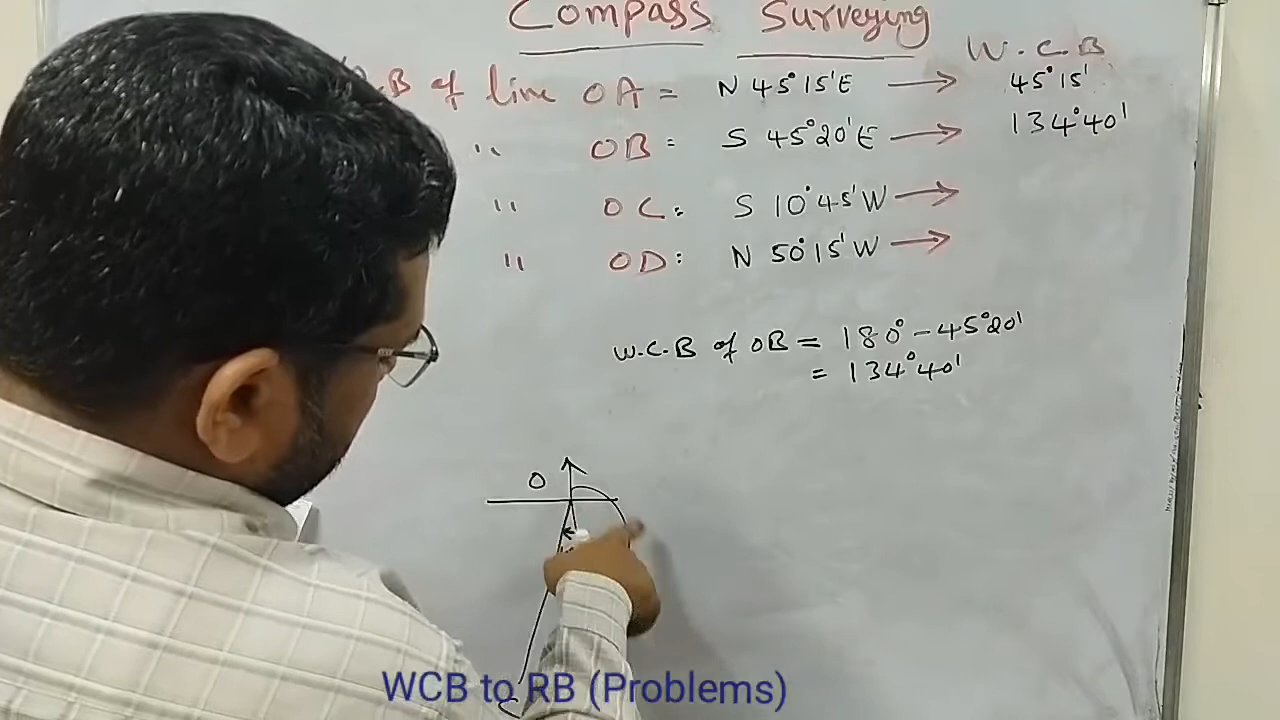 Compass Surveying
W.C.B
B of line OA = N 45°15'E → 45°15'
" OB: S 45°20'E → 134°40'
" OC: S 10°45'W →
" OD: N 50°15'W →
W.C.B of OB = 180° - 45°20'
= 134°40'
O
C
WCB to RB (Problems)